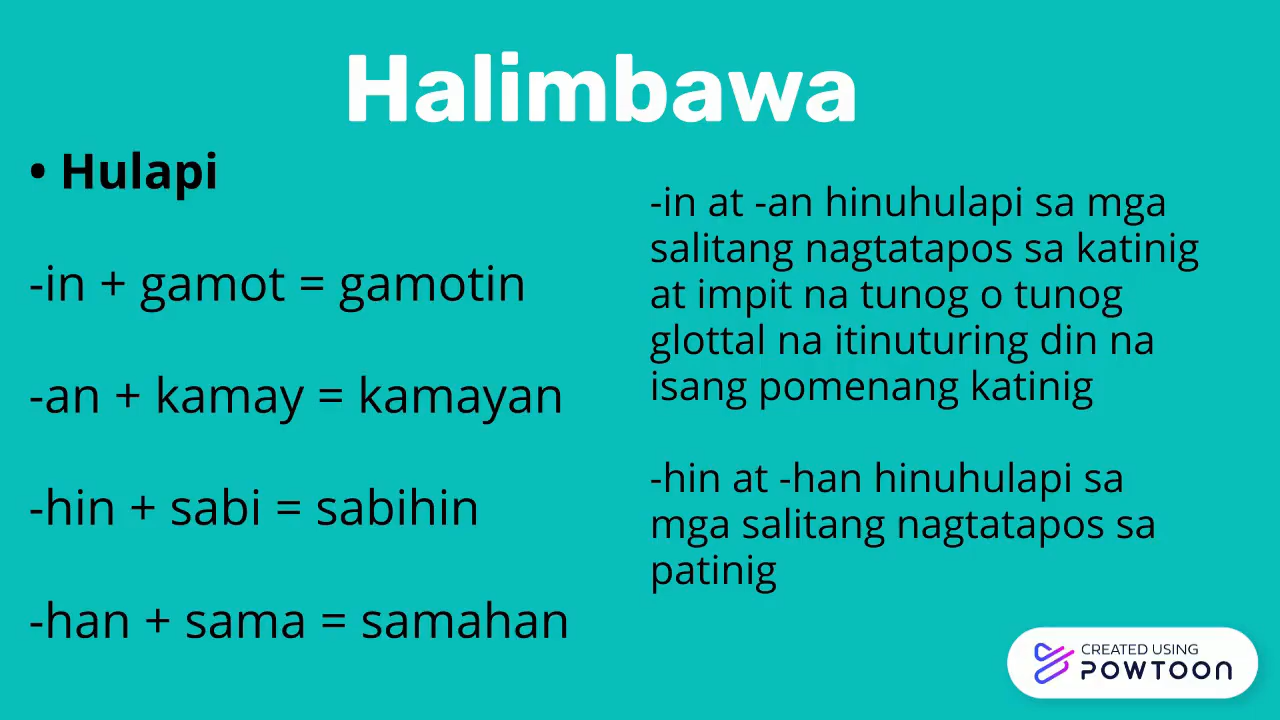 Halimbawa
• Hulapi
-in + gamot = gamotin
-an + kamay = kamayan
-hin + sabi = sabihin
-han + sama = samahan
-in at -an hinuhulapi sa mga
salitang nagtatapos sa katinig
at impit na tunog o tunog
glottal na itinuturing din na
isang pomenang katinig
-hin at -han hinuhulapi sa
mga salitang nagtatapos sa
patinig
CREATED USING
POWTOON